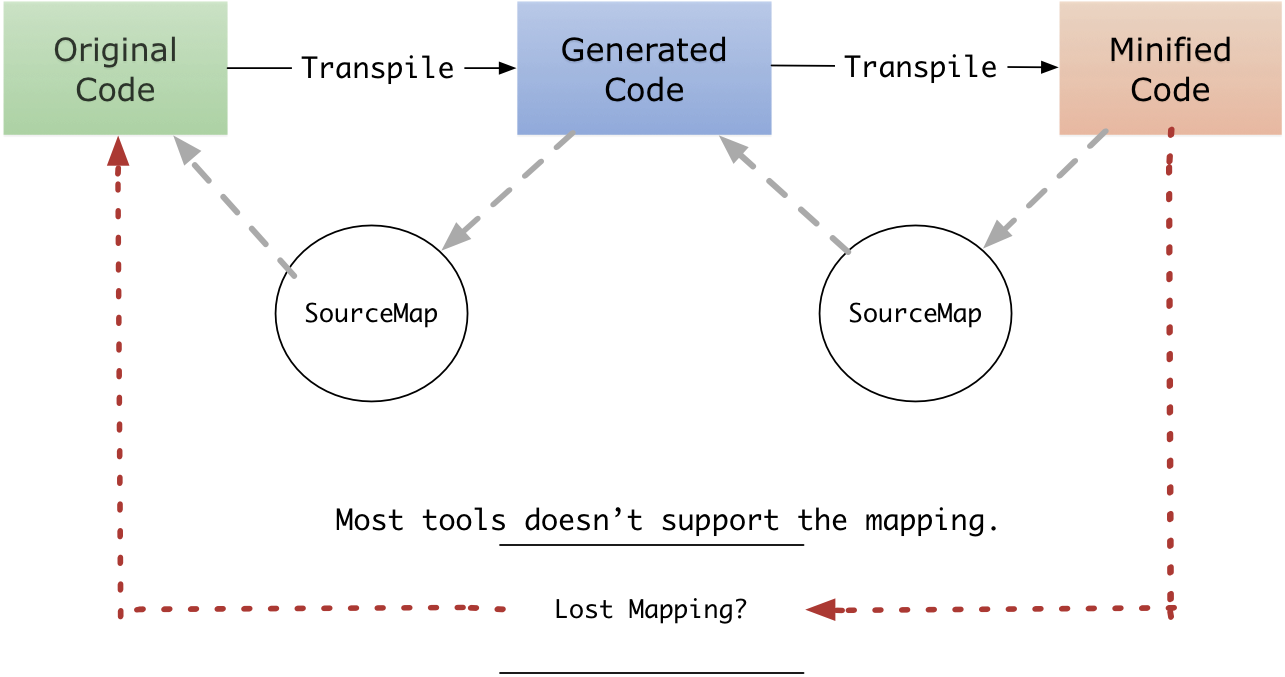 Original
Code
Transpile
Generated
Code
Transpile
Minified
Code
SourceMap
SourceMap
Most tools doesn’t support the mapping.
Lost Mapping?